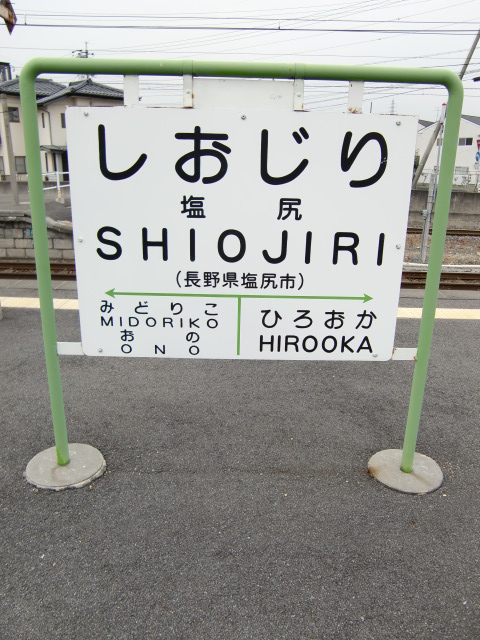 しおじり
塩尻
SHIOJIRI
(長野県塩尻市)
みどりこ
MIDORIKO
おの
ONO
ひろおか
HIROOKA